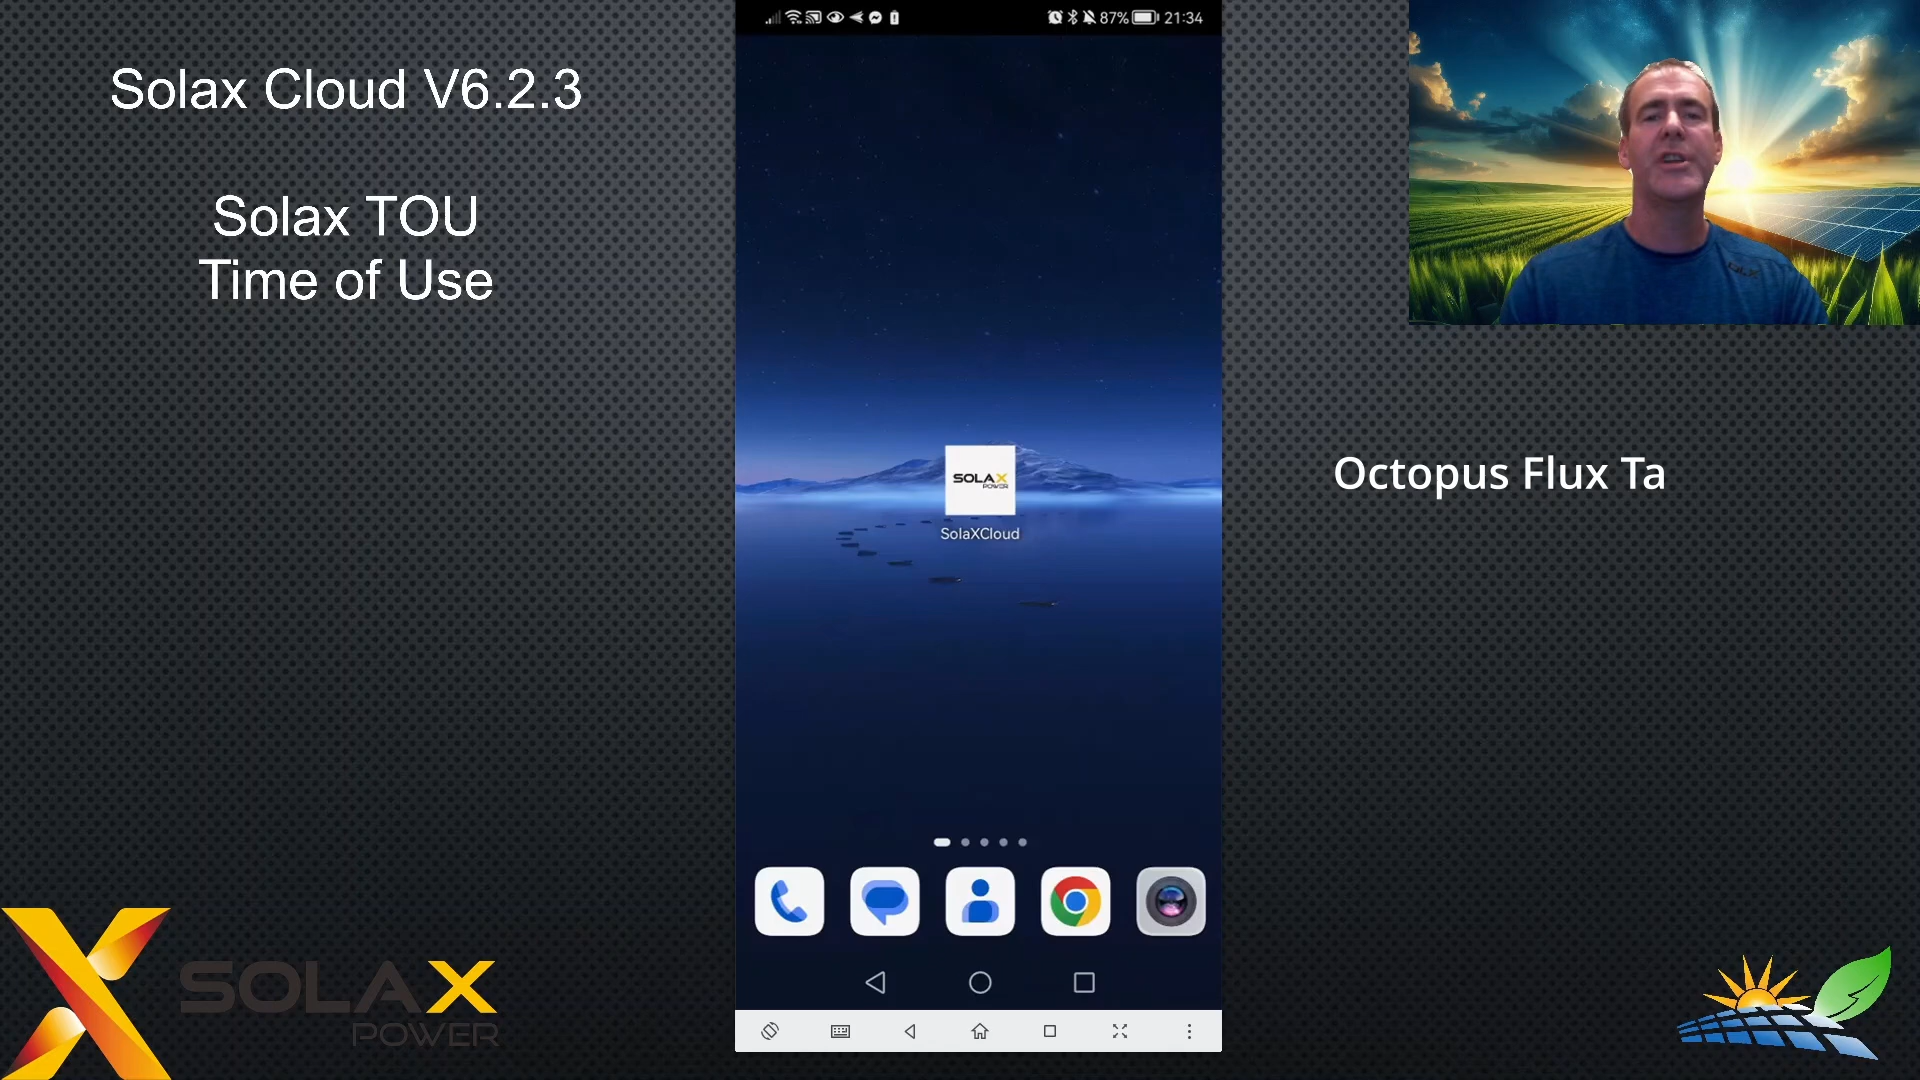 Solax Cloud V6.2.3
Solax TOU
Time of Use
87% 21:34
SOLAX
POWER
SolaXCloud
Octopus Flux Ta
SOLAX
POWER